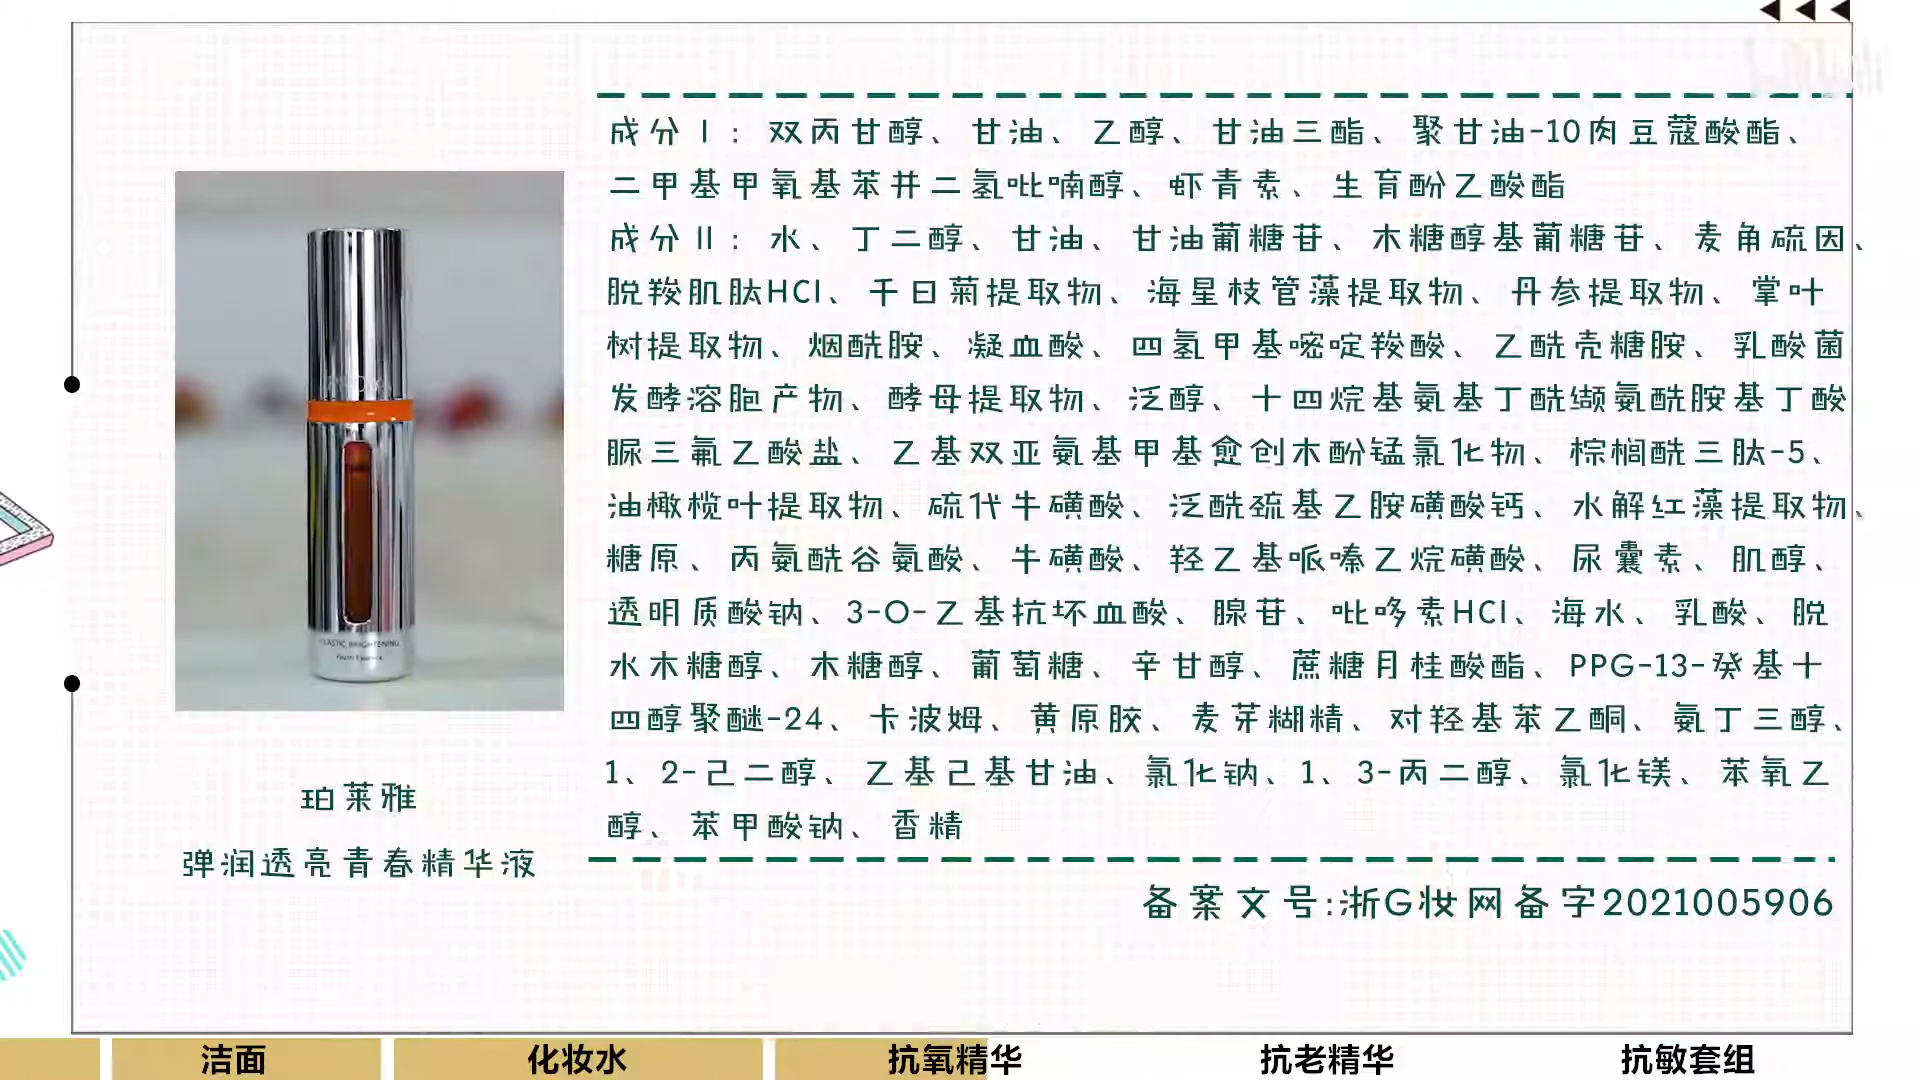 成分Ⅰ：双丙甘醇、甘油、乙醇、甘油三酯、聚甘油-10肉豆蔻酸酯、
二甲基甲氧基苯并二氢吡喃醇、虾青素、生育酚乙酸酯
成分Ⅱ：水、丁二醇、甘油、甘油葡糖苷、木糖醇基葡糖苷、麦角硫因、
脱羧肌肽HCl、千日菊提取物、海星枝管藻提取物、丹参提取物、掌叶
树提取物、烟酰胺、凝血酸、四氢甲基嘧啶羧酸、乙酰壳糖胺、乳酸菌
发酵溶胞产物、酵母提取物、泛醇、十四烷基氨基丁酰缬氨酰胺基丁酸
脲三氟乙酸盐、乙基双亚氨基甲基愈创木酚锰氯化物、棕榈酰三肽-5、
油橄榄叶提取物、硫代牛磺酸、泛酰巯基乙胺磺酸钙、水解红藻提取物、
糖原、丙氨酰谷氨酸、牛磺酸、羟乙基哌嗪乙烷磺酸、尿囊素、肌醇、
透明质酸钠、3-O-乙基抗坏血酸、腺苷、吡哆素HCl、海水、乳酸、脱
水木糖醇、木糖醇、葡萄糖、辛甘醇、蔗糖月桂酸酯、PPG-13-癸基十
四醇聚醚-24、卡波姆、黄原胶、麦芽糊精、对羟基苯乙酮、氨丁三醇、
1、2-己二醇、乙基己基甘油、氯化钠、1、3-丙二醇、氯化镁、苯氧乙
醇、苯甲酸钠、香精
ELASTIC BRIGHTENING
Youth Essence
珀莱雅
弹润透亮青春精华液
备案文号:浙G妆网备字2021005906
洁面 化妆水 抗氧精华 抗老精华 抗敏套组